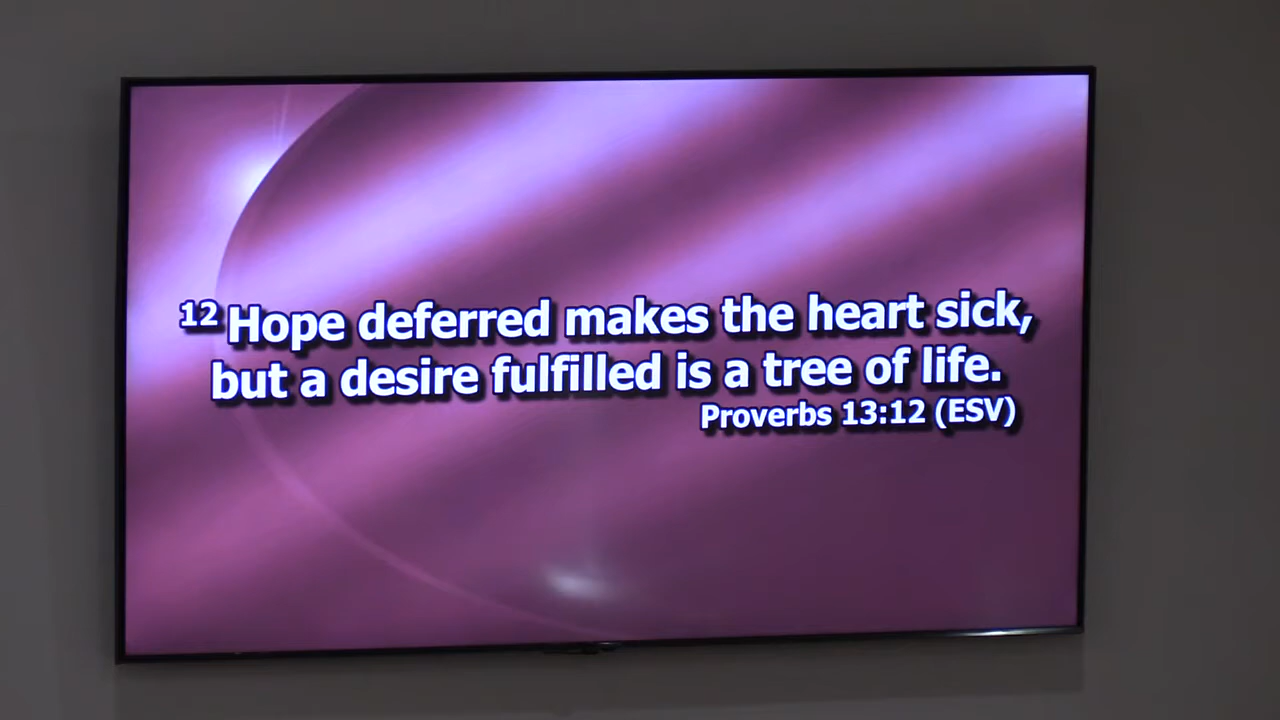 12 Hope deferred makes the heart sick,
but a desire fulfilled is a tree of life.
Proverbs 13:12 (ESV)